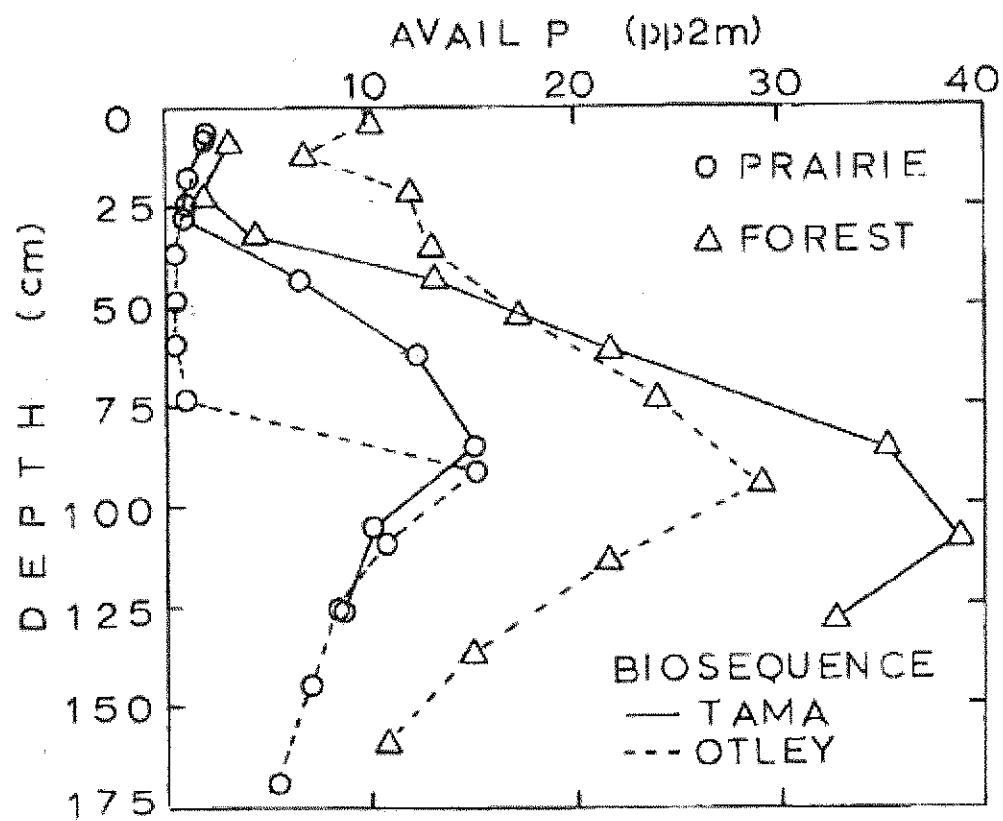 AVAIL P (pp2m)
10 20 30 40
0
25
50
75
100
125
150
175
DEPTH (cm)
O PRAIRIE
△ FOREST
BIOSEQUENCE
— TAMA
--- OTLEY